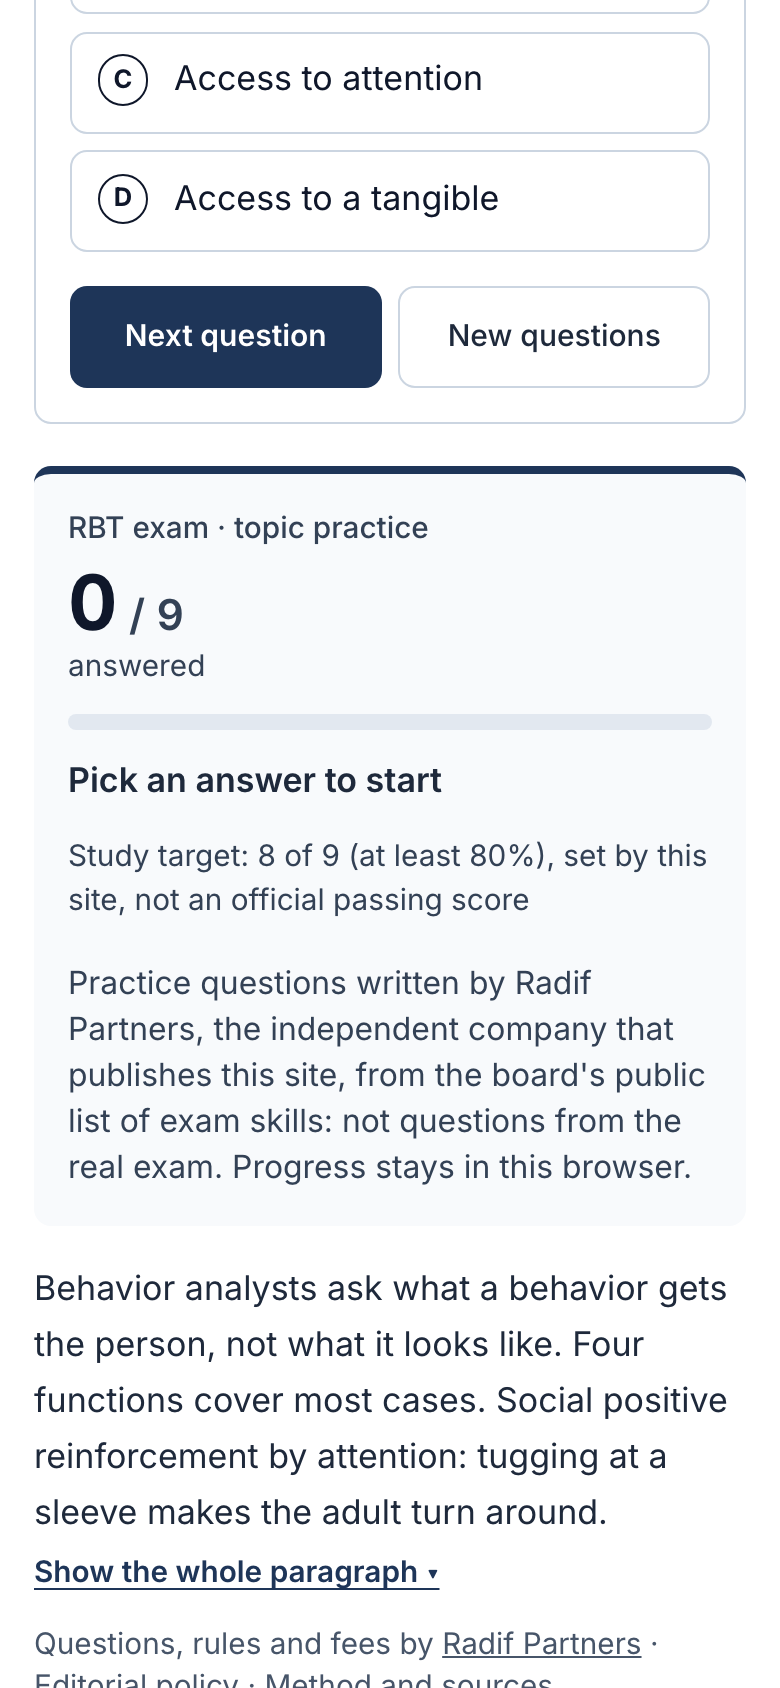 C Access to attention
D Access to a tangible
Next question New questions
RBT exam · topic practice
0 / 9
answered
Pick an answer to start
Study target: 8 of 9 (at least 80%), set by this
site, not an official passing score
Practice questions written by Radif
Partners, the independent company that
publishes this site, from the board's public
list of exam skills: not questions from the
real exam. Progress stays in this browser.
Behavior analysts ask what a behavior gets
the person, not what it looks like. Four
functions cover most cases. Social positive
reinforcement by attention: tugging at a
sleeve makes the adult turn around.
Show the whole paragraph ▾
Questions, rules and fees by Radif Partners ·
Editorial policy · Method and sources